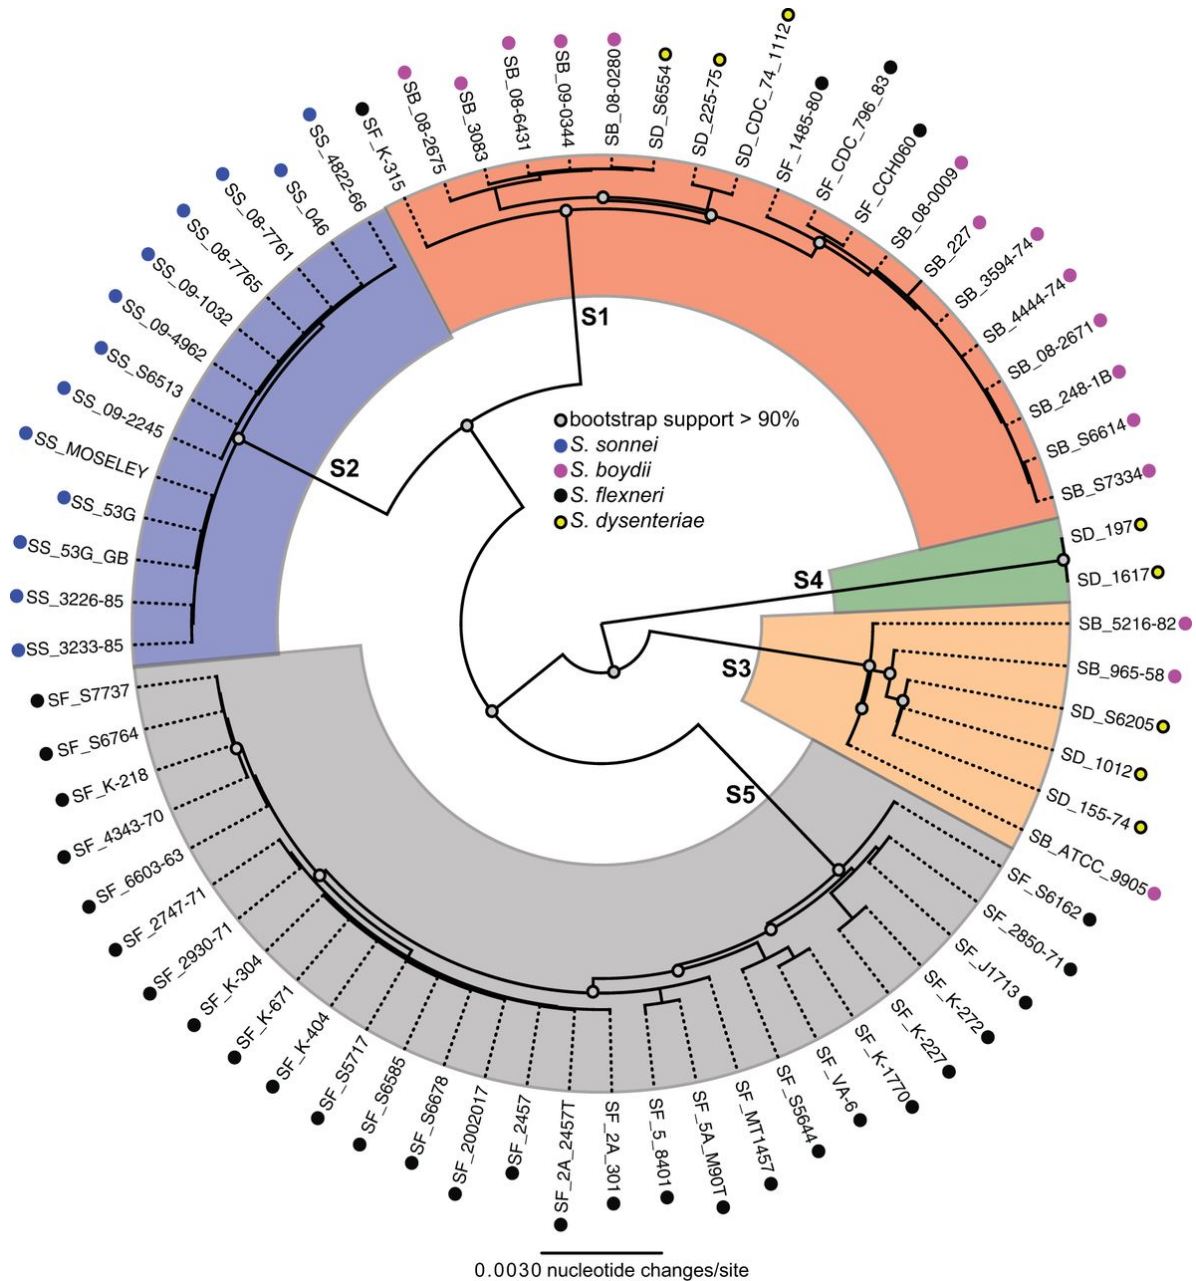 SF_K-315
SB_08-2675
SB_3083
SB_08-6431
SB_09-0344
SB_08-0280
SD_S6554
SD_225-75
SD_CDC_74_1112
SF_1485-80
SF_CDC_796_83
SF_CCH060
SB_08-0009
SB_227
SB_3594-74
SB_4444-74
SB_08-2671
SB_248-1B
SB_S6614
SB_S7334
SD_197
SD_1617
SB_5216-82
SB_965-58
SD_S6205
SD_1012
SD_155-74
SB_ATCC_9905
SF_S6162
SF_2850-71
SF_J1713
SF_K-272
SF_K-227
SF_K-1770
SF_VA-6
SF_S5644
SF_MT1457
SF_5A_M90T
SF_5_8401
SF_2A_301
SF_2A_2457T
SF_2457
SF_2002017
SF_S6678
SF_S6585
SF_S5717
SF_K-404
SF_K-671
SF_K-304
SF_2930-71
SF_2747-71
SF_6603-63
SF_4343-70
SF_K-218
SF_S6764
SF_S7737
SS_3233-85
SS_3226-85
SS_53G_GB
SS_53G
SS_MOSELEY
SS_09-2245
SS_S6513
SS_09-4962
SS_09-1032
SS_08-7765
SS_08-7761
SS_046
SS_4822-66
S1
S2
S3
S4
S5
bootstrap support > 90%
S. sonnei
S. boydii
S. flexneri
S. dysenteriae
0.0030 nucleotide changes/site